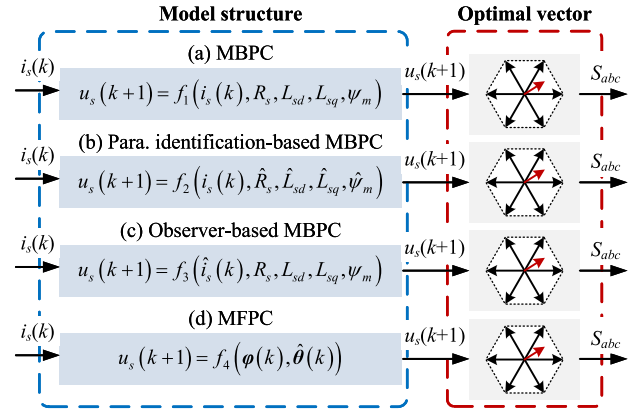 Model structure Optimal vector
(a) MBPC
i_s(k) u_s(k+1) S_abc
u_s(k+1) = f_1(i_s(k), R_s, L_sd, L_sq, ψ_m)
(b) Para. identification-based MBPC
i_s(k) u_s(k+1) S_abc
u_s(k+1) = f_2(i_s(k), R̂_s, L̂_sd, L̂_sq, ψ̂_m)
(c) Observer-based MBPC
i_s(k) u_s(k+1) S_abc
u_s(k+1) = f_3(î_s(k), R_s, L_sd, L_sq, ψ_m)
(d) MFPC
i_s(k) u_s(k+1) S_abc
u_s(k+1) = f_4(φ(k), θ̂(k))